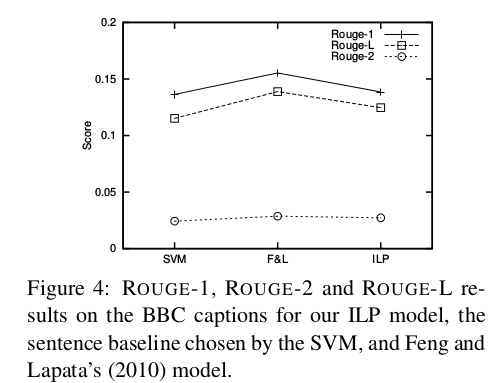 0.2
0.15
0.1
0.05
0
Score
Rouge-1
Rouge-L
Rouge-2
SVM F&L ILP
Figure 4: ROUGE-1, ROUGE-2 and ROUGE-L re-
sults on the BBC captions for our ILP model, the
sentence baseline chosen by the SVM, and Feng and
Lapata's (2010) model.